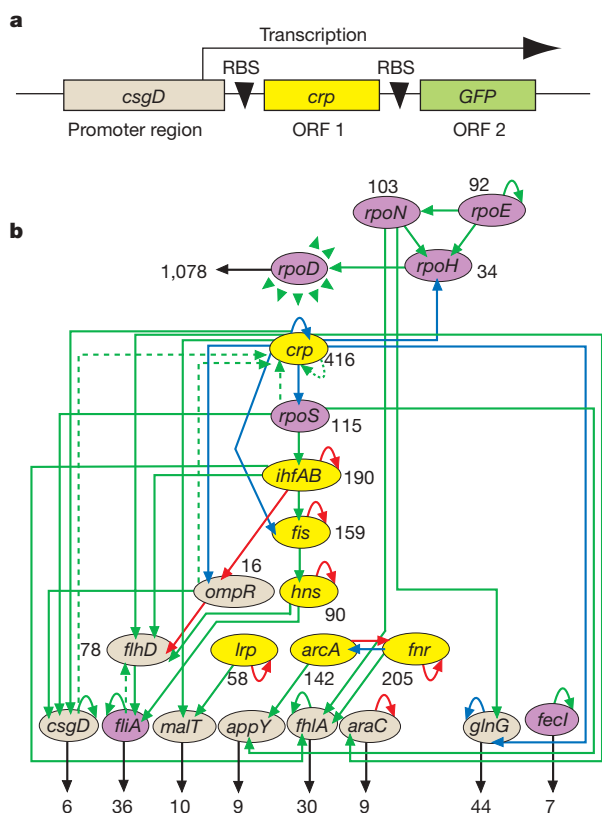 a
Transcription
RBS RBS
csgD crp GFP
Promoter region ORF 1 ORF 2
b
103 92
rpoN rpoE
1,078 rpoD rpoH 34
crp 416
rpoS 115
ihfAB 190
fis 159
16
ompR hns 90
78 flhD lrp 58 arcA 142 fnr 205
csgD fliA malT appY fhlA araC glnG fecI
6 36 10 9 30 9 44 7